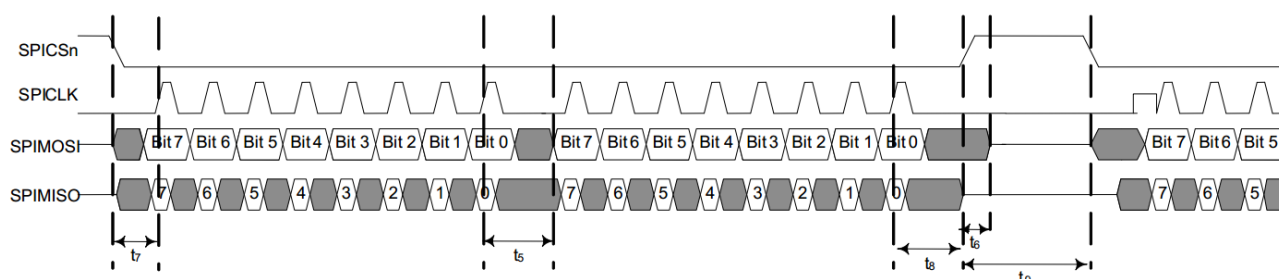 SPICSn
SPICLK
SPIMOSI Bit 7 Bit 6 Bit 5 Bit 4 Bit 3 Bit 2 Bit 1 Bit 0 Bit 7 Bit 6 Bit 5 Bit 4 Bit 3 Bit 2 Bit 1 Bit 0 Bit 7 Bit 6 Bit 5
SPIMISO 7 6 5 4 3 2 1 0 7 6 5 4 3 2 1 0 7 6 5
t7 t5 t8 t6